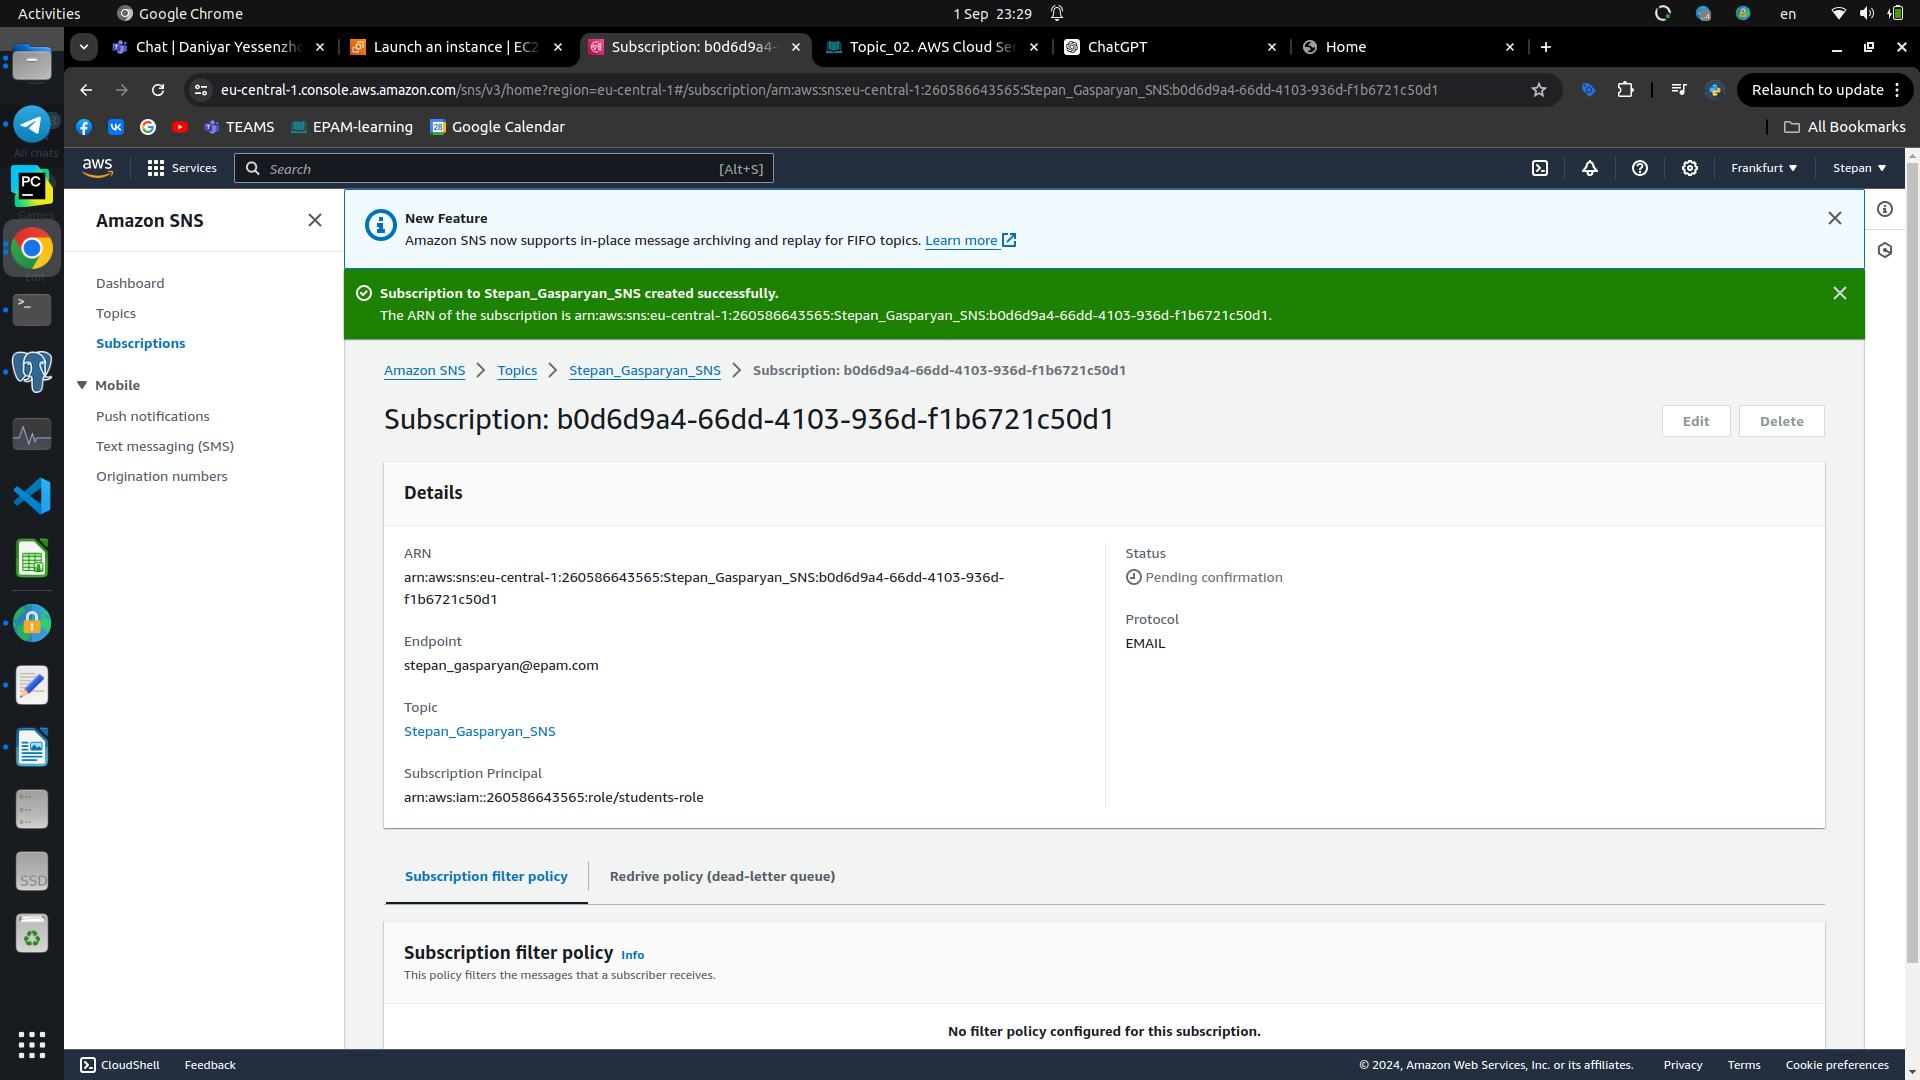 Activities
Google Chrome
1 Sep 23:29
en
Chat | Daniyar Yessenzho
Launch an instance | EC2
Subscription: b0d6d9a4-
Topic_02. AWS Cloud Ser
ChatGPT
Home
eu-central-1.console.aws.amazon.com/sns/v3/home?region=eu-central-1#/subscription/arn:aws:sns:eu-central-1:260586643565:Stepan_Gasparyan_SNS:b0d6d9a4-66dd-4103-936d-f1b6721c50d1
Relaunch to update
TEAMS
EPAM-learning
28
Google Calendar
All Bookmarks
All chats
PC
Games
Edit
SSD
aws
Services
Search
[Alt+S]
Frankfurt
Stepan
Amazon SNS
Dashboard
Topics
Subscriptions
Mobile
Push notifications
Text messaging (SMS)
Origination numbers
New Feature
Amazon SNS now supports in-place message archiving and replay for FIFO topics. Learn more
Subscription to Stepan_Gasparyan_SNS created successfully.
The ARN of the subscription is arn:aws:sns:eu-central-1:260586643565:Stepan_Gasparyan_SNS:b0d6d9a4-66dd-4103-936d-f1b6721c50d1.
Amazon SNS
Topics
Stepan_Gasparyan_SNS
Subscription: b0d6d9a4-66dd-4103-936d-f1b6721c50d1
Subscription: b0d6d9a4-66dd-4103-936d-f1b6721c50d1
Edit
Delete
Details
ARN
arn:aws:sns:eu-central-1:260586643565:Stepan_Gasparyan_SNS:b0d6d9a4-66dd-4103-936d-
f1b6721c50d1
Endpoint
stepan_gasparyan@epam.com
Topic
Stepan_Gasparyan_SNS
Subscription Principal
arn:aws:iam::260586643565:role/students-role
Status
Pending confirmation
Protocol
EMAIL
Subscription filter policy
Redrive policy (dead-letter queue)
Subscription filter policy Info
This policy filters the messages that a subscriber receives.
No filter policy configured for this subscription.
CloudShell
Feedback
© 2024, Amazon Web Services, Inc. or its affiliates.
Privacy
Terms
Cookie preferences